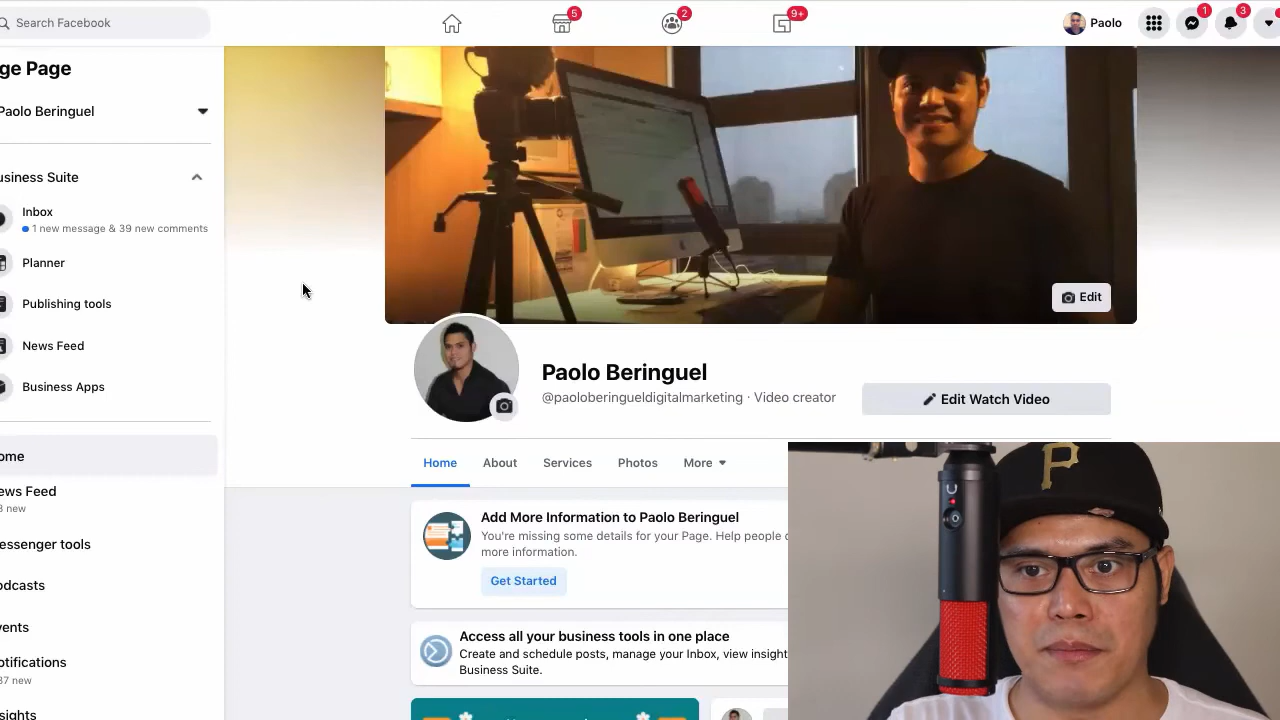 Search Facebook
5
2
9+
Paolo
1
3
ge Page
Paolo Beringuel
usiness Suite
Inbox
1 new message & 39 new comments
Planner
Publishing tools
News Feed
Business Apps
ome
ews Feed
new
essenger tools
odcasts
vents
otifications
37 new
sights
Edit
Paolo Beringuel
@paoloberingueldigitalmarketing · Video creator
Edit Watch Video
Home
About
Services
Photos
More
Add More Information to Paolo Beringuel
You're missing some details for your Page. Help people
more information.
Get Started
Access all your business tools in one place
Create and schedule posts, manage your Inbox, view insight
Business Suite.
P